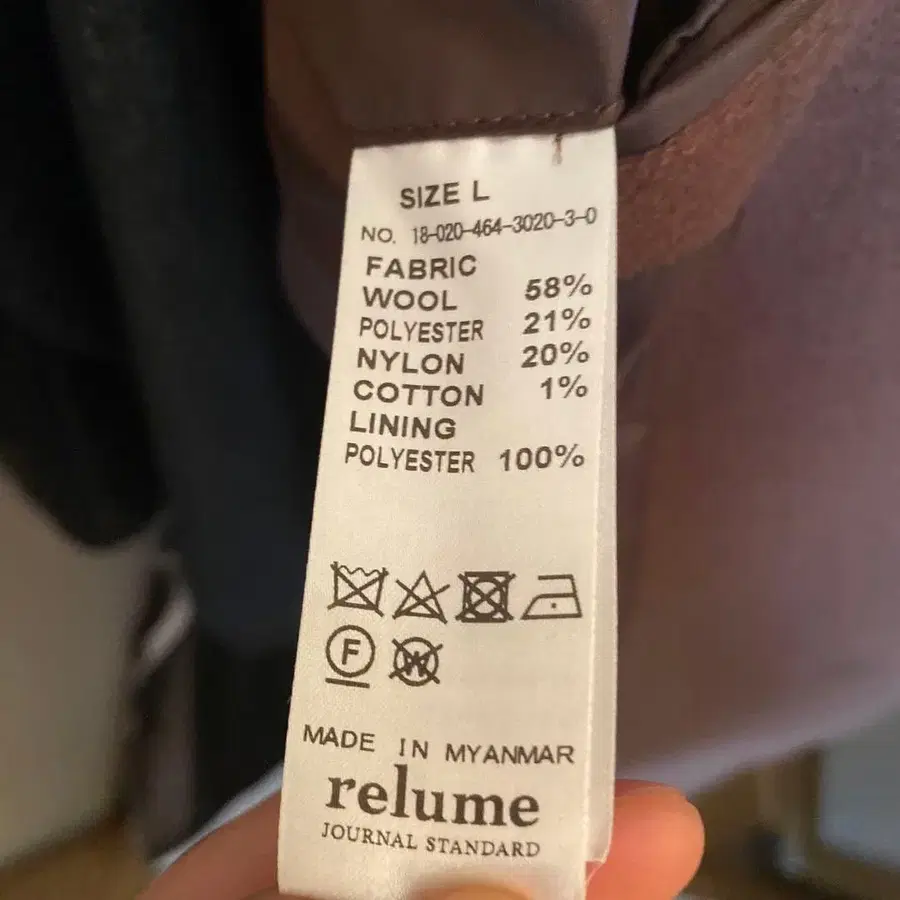 SIZE L
NO. 18-020-464-3020-3-0
FABRIC
WOOL 58%
POLYESTER 21%
NYLON 20%
COTTON 1%
LINING
POLYESTER 100%
F W
MADE IN MYANMAR
relume
JOURNAL STANDARD